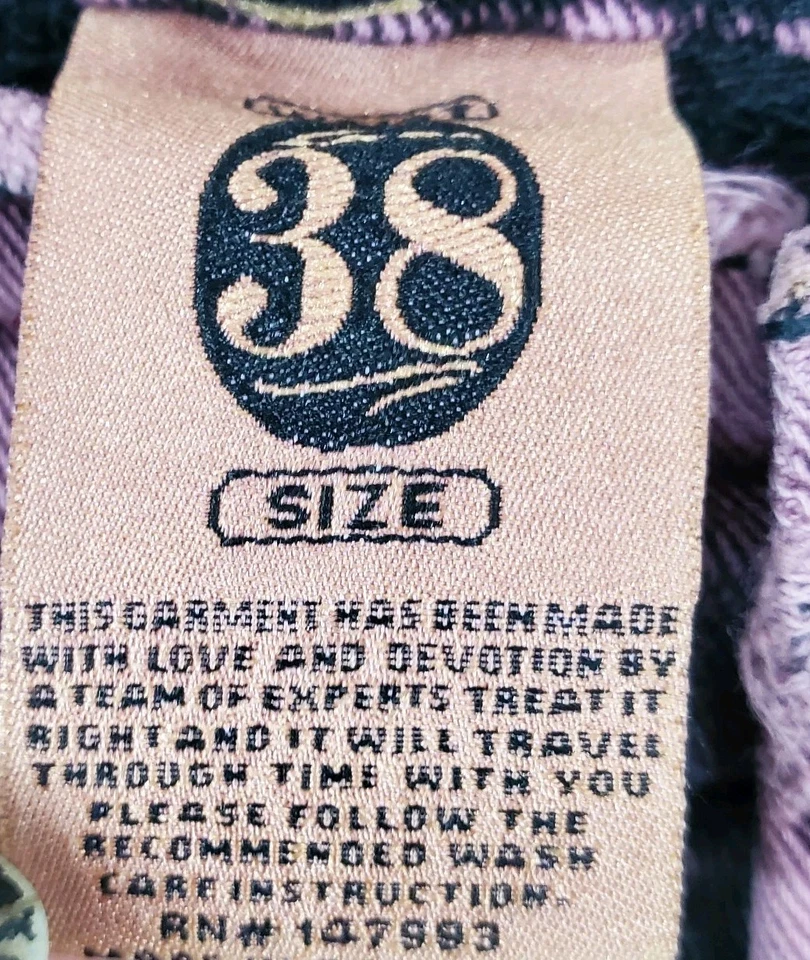 38
SIZE
THIS GARMENT HAS BEEN MADE
WITH LOVE AND DEVOTION BY
A TEAM OF EXPERTS TREAT IT
RIGHT AND IT WILL TRAVEL
THROUGH TIME WITH YOU
PLEASE FOLLOW THE
RECOMMENDED WASH
CARE INSTRUCTION.
RN# 147993